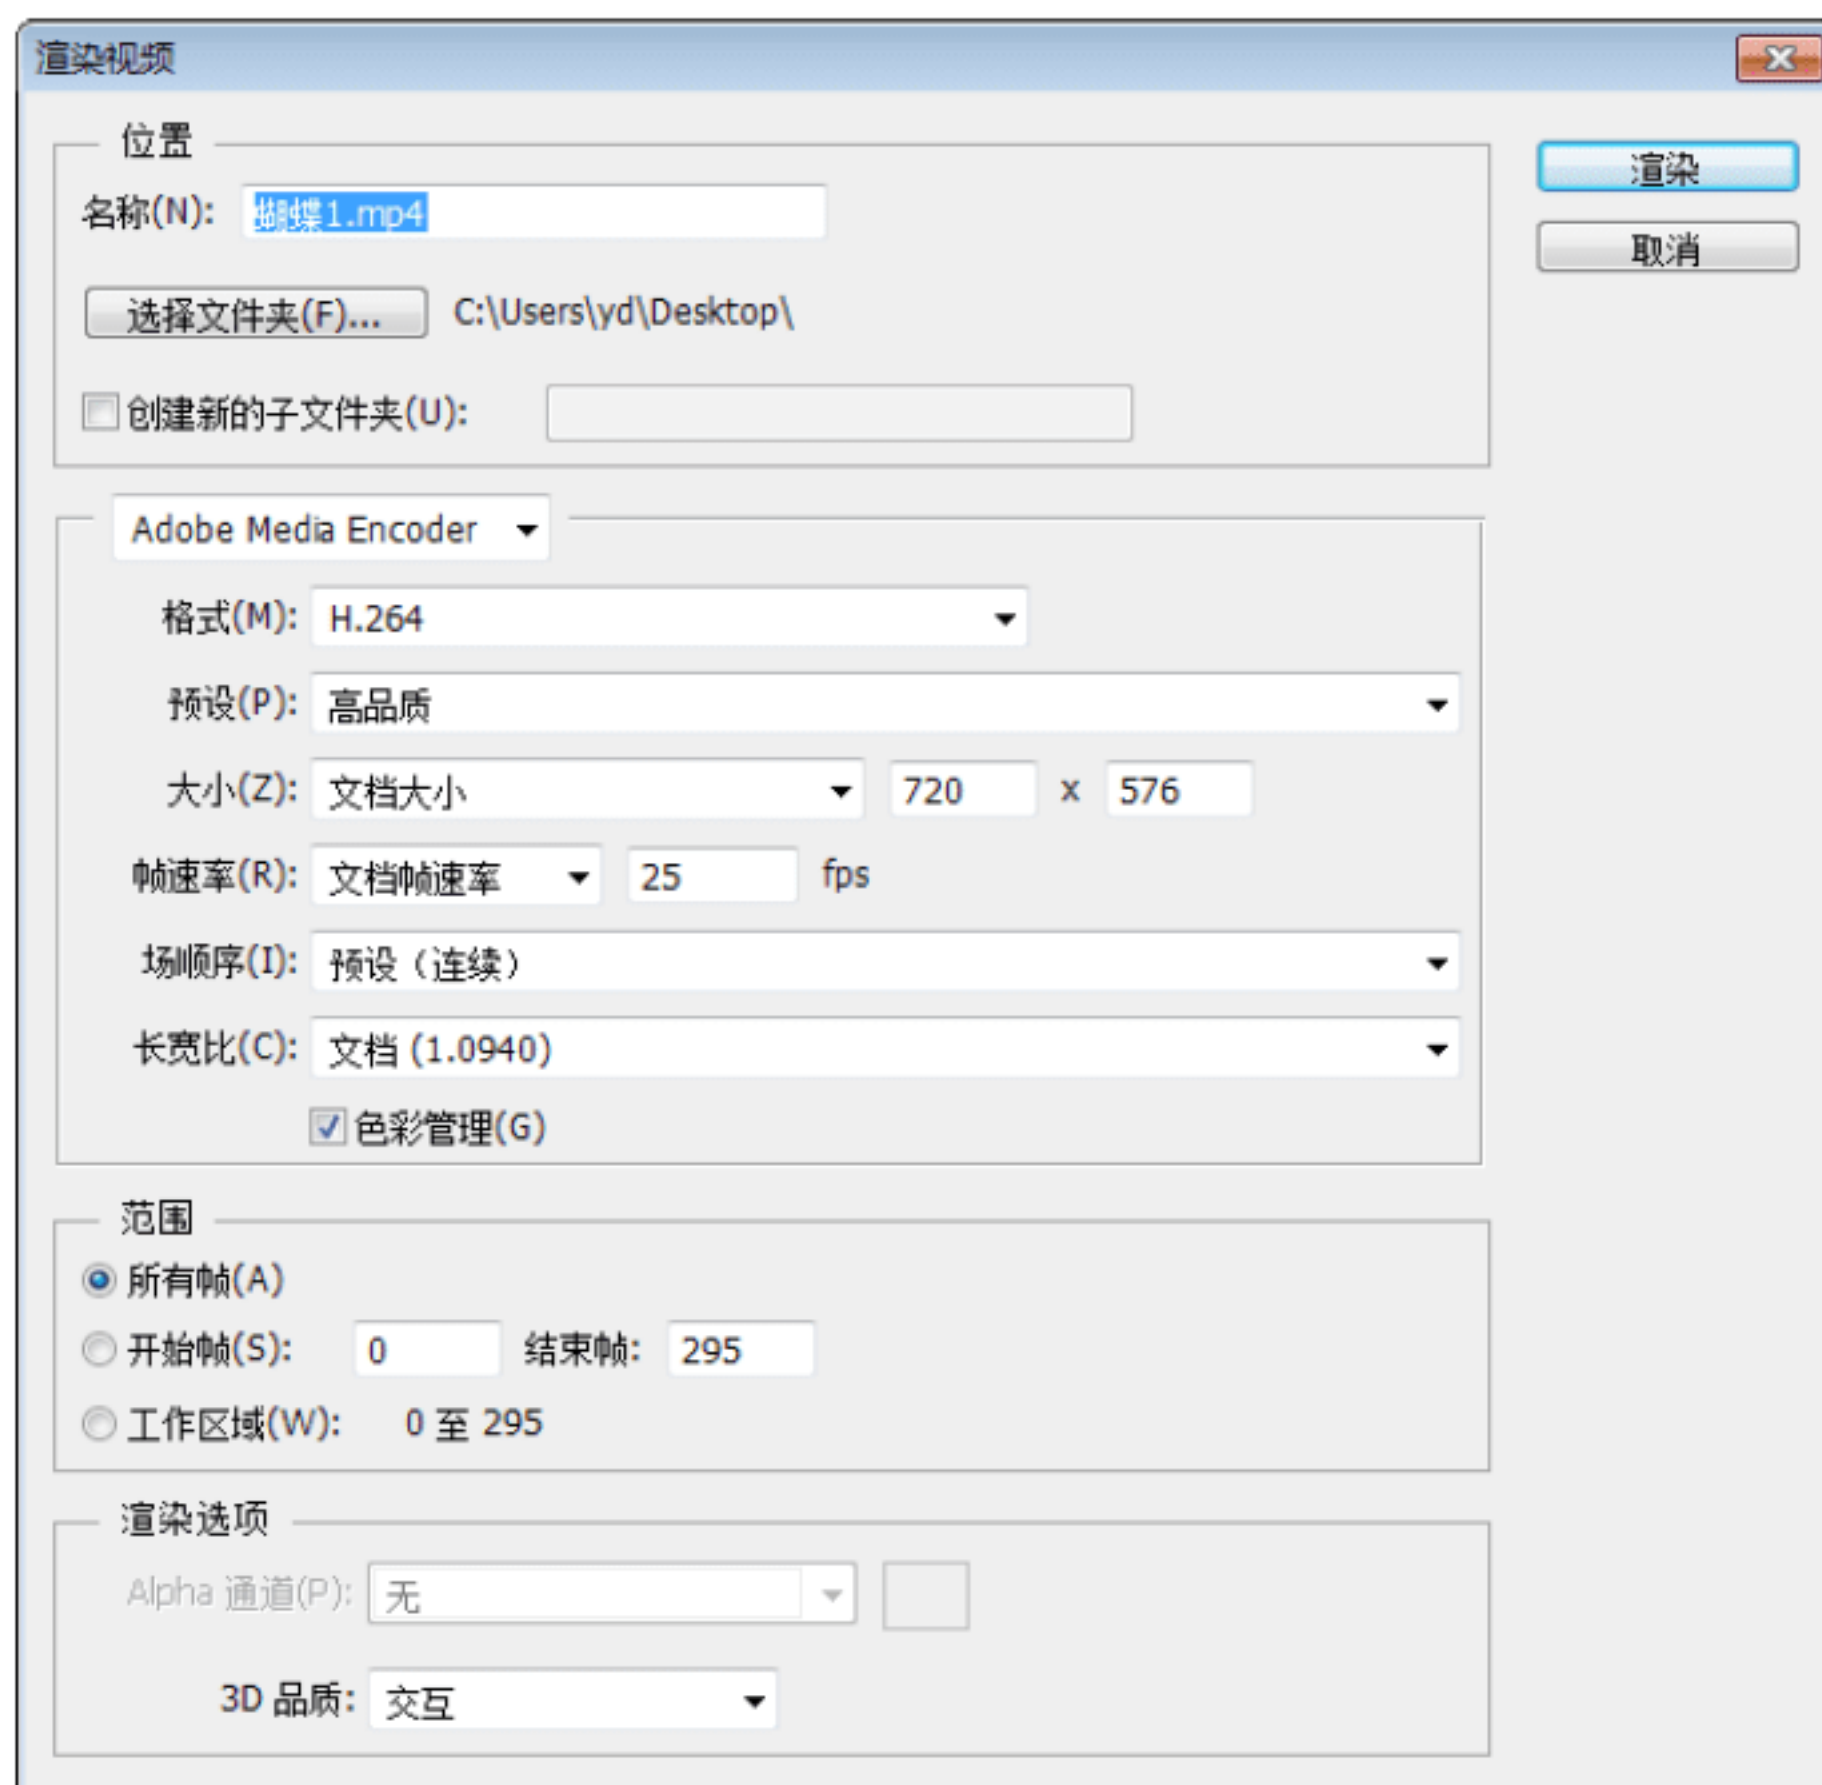 渲染视频
位置
渲染
名称(N): 蝴蝶1.mp4
取消
选择文件夹(F)... C:\Users\yd\Desktop\
创建新的子文件夹(U):
Adobe Media Encoder
格式(M): H.264
预设(P): 高品质
大小(Z): 文档大小 720 x 576
帧速率(R): 文档帧速率 25 fps
场顺序(I): 预设（连续）
长宽比(C): 文档 (1.0940)
色彩管理(G)
范围
所有帧(A)
开始帧(S): 0 结束帧: 295
工作区域(W): 0 至 295
渲染选项
Alpha 通道(P): 无
3D 品质: 交互